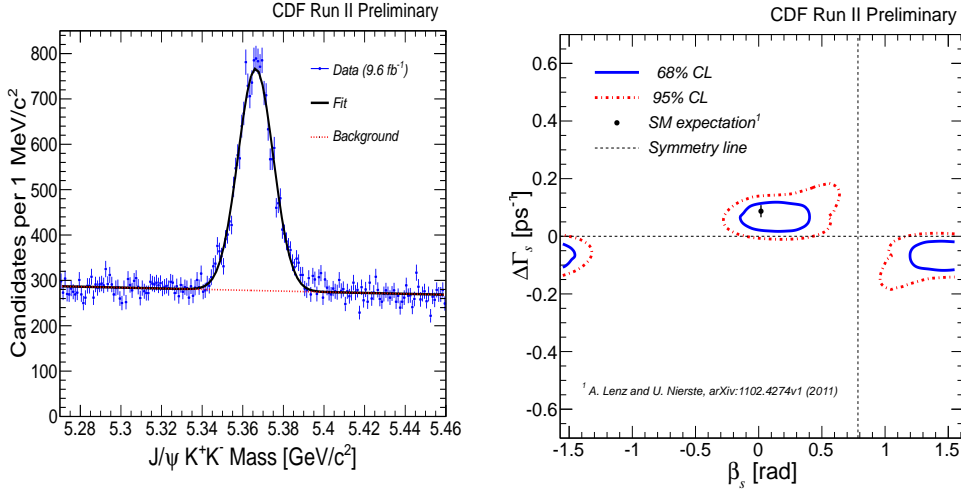 CDF Run II Preliminary
Candidates per 1 MeV/c²
800
700
600
500
400
300
200
100
0
Data (9.6 fb⁻¹)
Fit
Background
5.28 5.3 5.32 5.34 5.36 5.38 5.4 5.42 5.44 5.46
J/ψ K⁺K⁻ Mass [GeV/c²]
CDF Run II Preliminary
ΔΓₛ [ps⁻¹]
0.6
0.4
0.2
0
-0.2
-0.4
-0.6
68% CL
95% CL
SM expectation¹
Symmetry line
¹ A. Lenz and U. Nierste, arXiv:1102.4274v1 (2011)
-1.5 -1 -0.5 0 0.5 1 1.5
βₛ [rad]